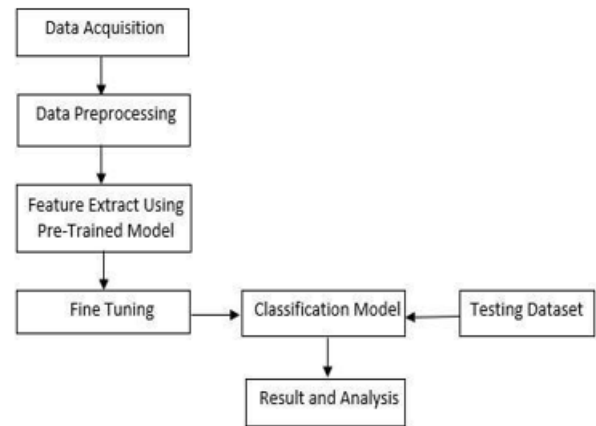 Data Acquisition
Data Preprocessing
Feature Extract Using
Pre-Trained Model
Fine Tuning
Classification Model
Testing Dataset
Result and Analysis